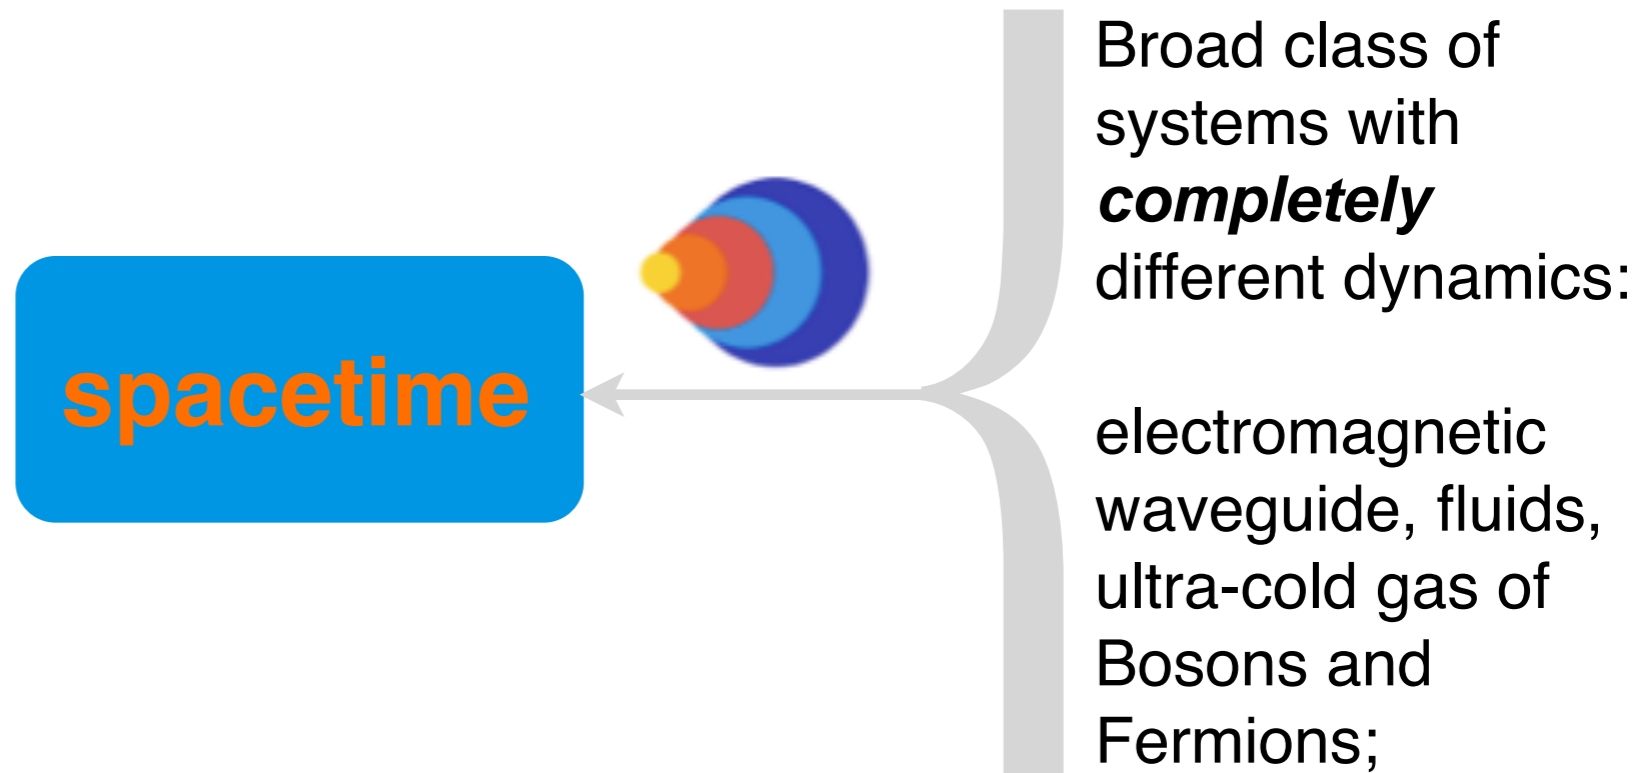 spacetime
Broad class of
systems with
completely
different dynamics:
electromagnetic
waveguide, fluids,
ultra-cold gas of
Bosons and
Fermions;